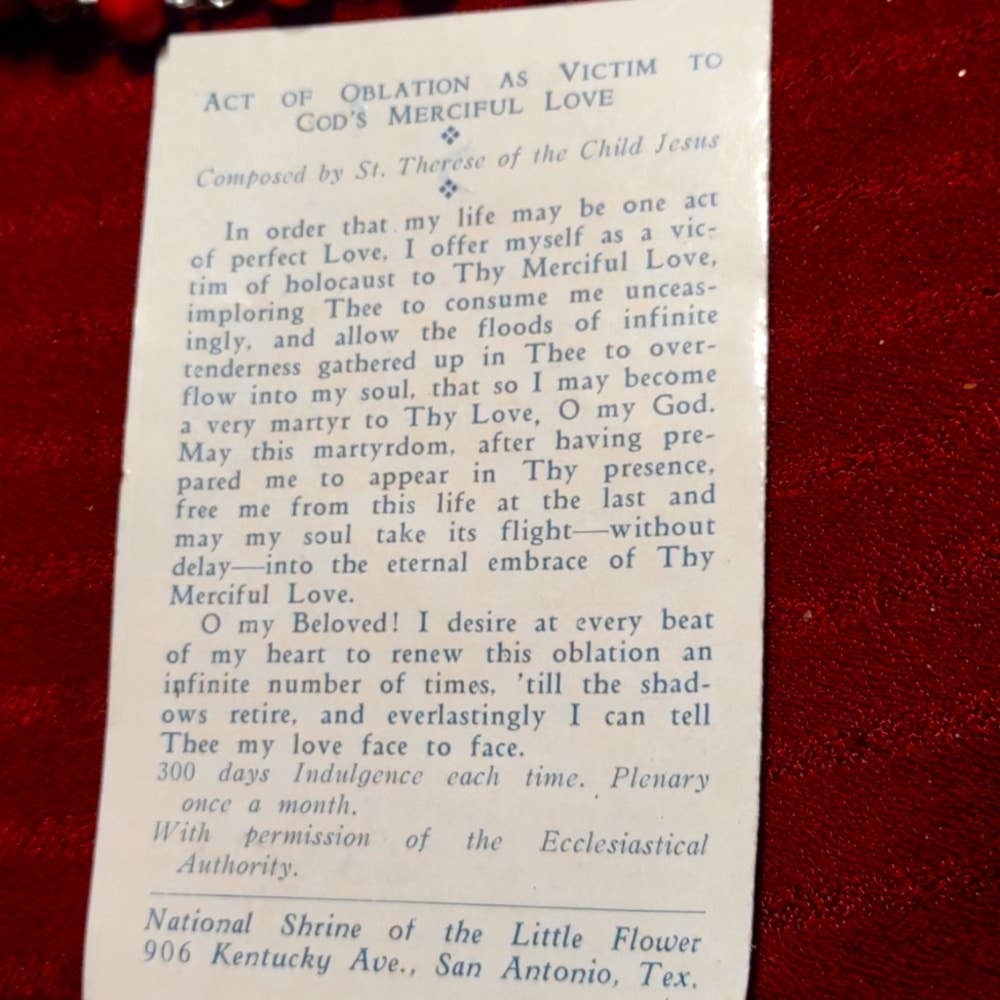 ACT OF OBLATION AS VICTIM TO
GOD'S MERCIFUL LOVE
Composed by St. Therese of the Child Jesus
In order that my life may be one act
of perfect Love, I offer myself as a vic-
tim of holocaust to Thy Merciful Love,
imploring Thee to consume me unceas-
ingly, and allow the floods of infinite
tenderness gathered up in Thee to over-
flow into my soul, that so I may become
a very martyr to Thy Love, O my God.
May this martyrdom, after having pre-
pared me to appear in Thy presence,
free me from this life at the last and
may my soul take its flight—without
delay—into the eternal embrace of Thy
Merciful Love.
O my Beloved! I desire at every beat
of my heart to renew this oblation an
infinite number of times, 'till the shad-
ows retire, and everlastingly I can tell
Thee my love face to face.
300 days Indulgence each time. Plenary
once a month.
With permission of the Ecclesiastical
Authority.
National Shrine of the Little Flower
906 Kentucky Ave., San Antonio, Tex.